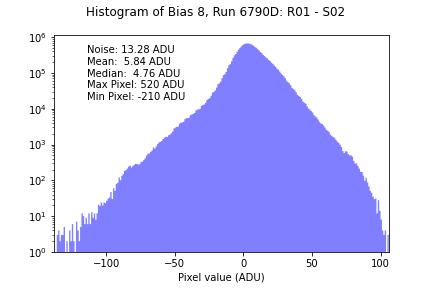 Histogram of Bias 8, Run 6790D: R01 - S02
10⁶
10⁵
10⁴
10³
10²
10¹
10⁰
Noise: 13.28 ADU
Mean:  5.84 ADU
Median:  4.76 ADU
Max Pixel: 520 ADU
Min Pixel: -210 ADU
−100 −50 0 50 100
Pixel value (ADU)